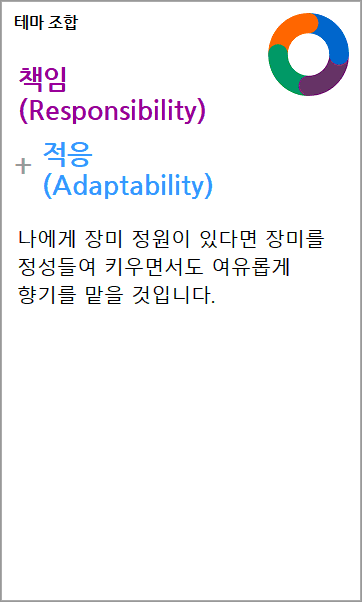 테마 조합
책임
(Responsibility)
+ 적응
(Adaptability)
나에게 장미 정원이 있다면 장미를
정성들여 키우면서도 여유롭게
향기를 맡을 것입니다.